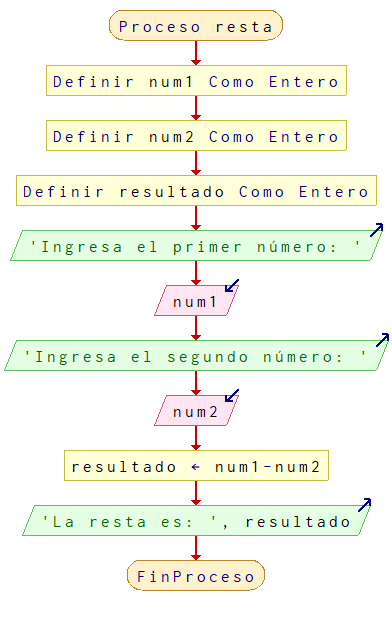 Proceso resta
Definir num1 Como Entero
Definir num2 Como Entero
Definir resultado Como Entero
'Ingresa el primer número: '
num1
'Ingresa el segundo número: '
num2
resultado ← num1-num2
'La resta es: ', resultado
FinProceso